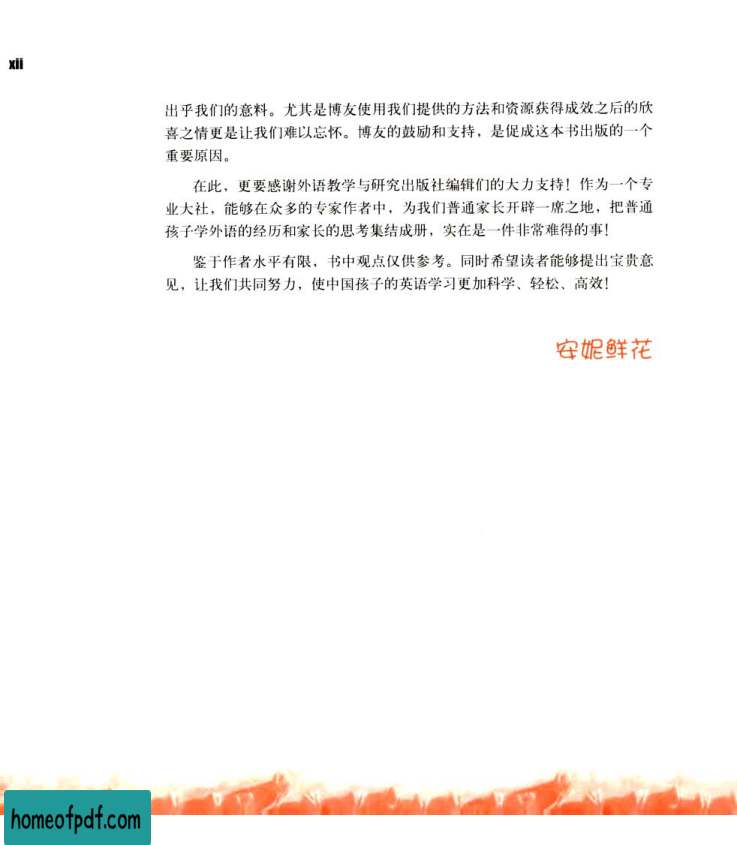 xii
出乎我们的意料。尤其是博友使用我们提供的方法和资源获得成效之后的欣
喜之情更是让我们难以忘怀。博友的鼓励和支持，是促成这本书出版的一个
重要原因。
在此，更要感谢外语教学与研究出版社编辑们的大力支持！作为一个专
业大社，能够在众多的专家作者中，为我们普通家长开辟一席之地，把普通
孩子学外语的经历和家长的思考集结成册，实在是一件非常难得的事！
鉴于作者水平有限，书中观点仅供参考。同时希望读者能够提出宝贵意
见，让我们共同努力，使中国孩子的英语学习更加科学、轻松、高效！
安妮鲜花
homeofpdf.com